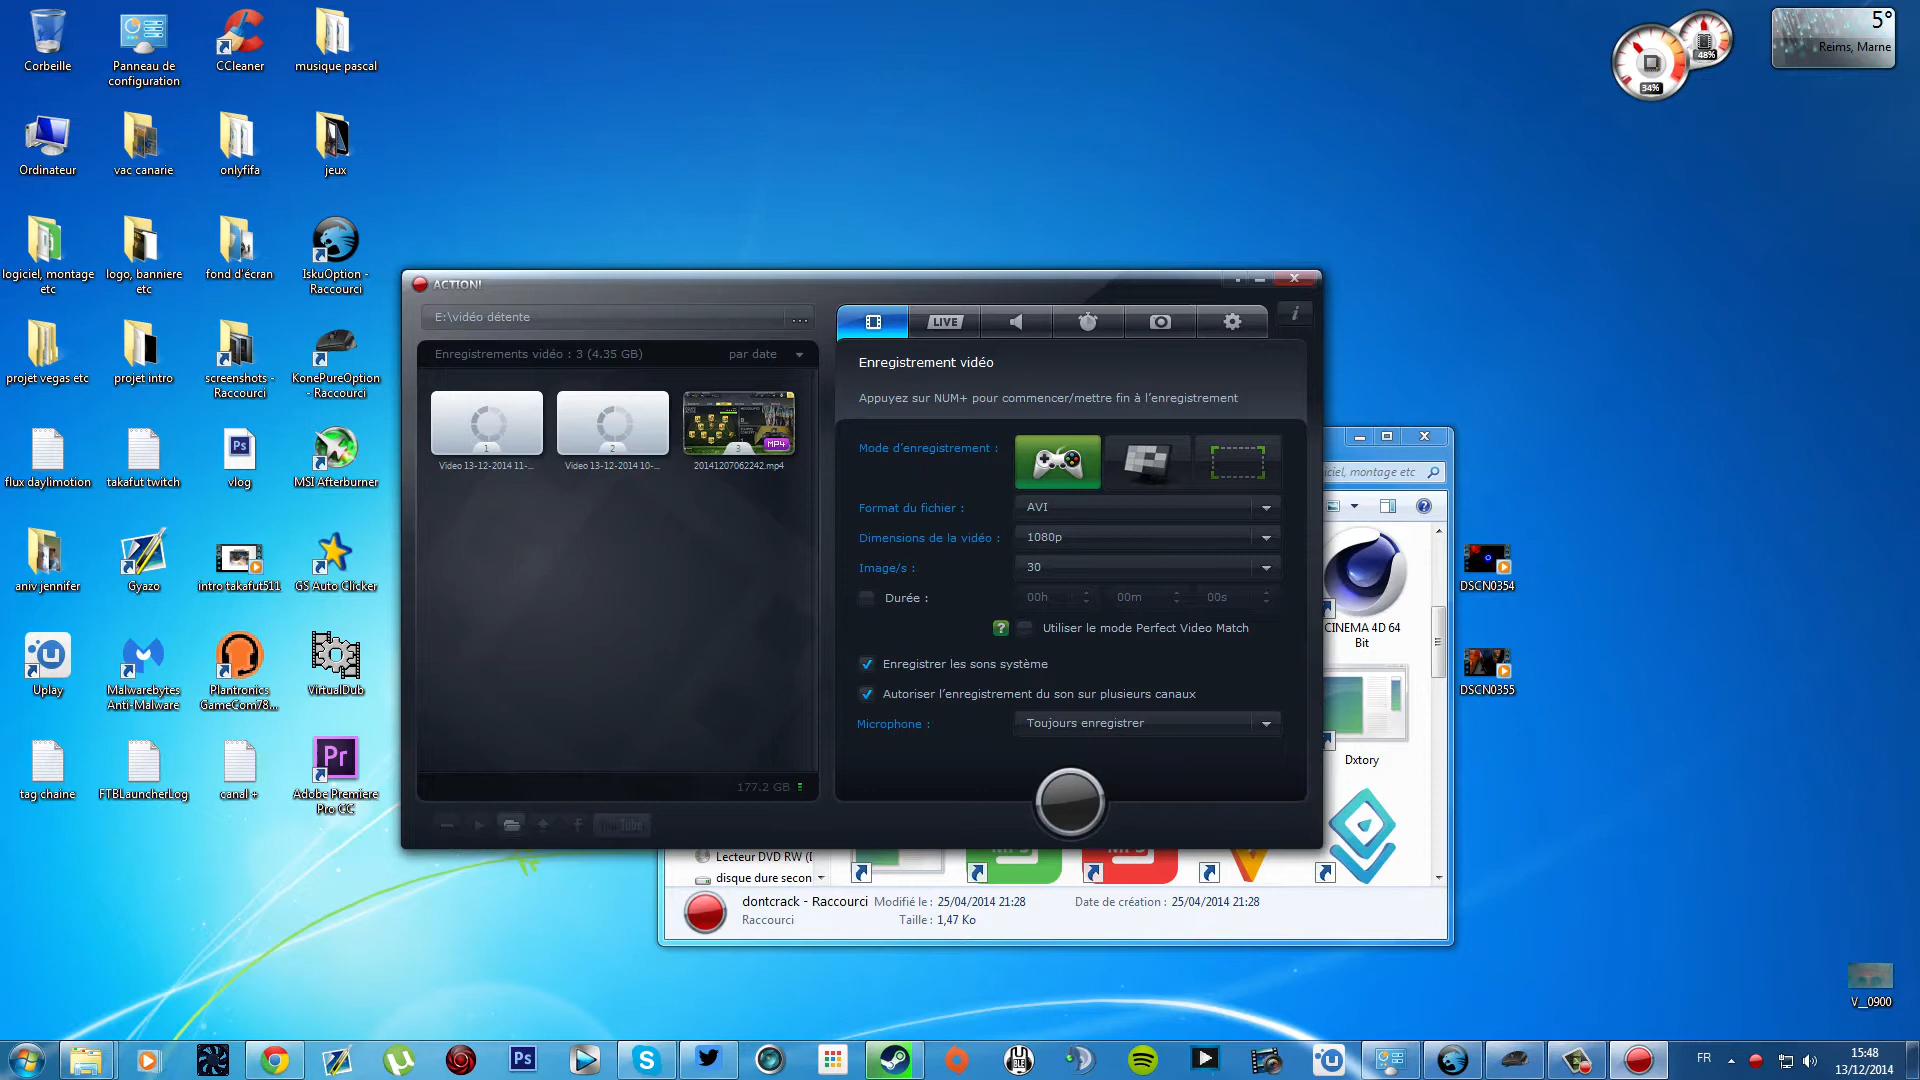 Corbeille
Panneau de configuration
CCleaner
musique pascal
Ordinateur
vac canarie
onlyfifa
jeux
logiciel, montage etc
logo, banniere etc
fond d'écran
IskuOption - Raccourci
projet vegas etc
projet intro
screenshots - Raccourci
KonePureOption - Raccourci
flux daylimotion
takafut twitch
vlog
MSI Afterburner
aniv jennifer
Gyazo
intro takafut511
GS Auto Clicker
Uplay
Malwarebytes Anti-Malware
Plantronics GameCom78...
VirtualDub
tag chaine
FTBLauncherLog
canal +
Adobe Premiere Pro CC
34%
48%
5°
Reims, Marne
ACTION!
E:\vidéo détente
...
Enregistrements vidéo : 3 (4.35 GB)
par date
1
2
3
MP4
Video 13-12-2014 11-...
Video 13-12-2014 10-...
20141207062242.mp4
177.2 GB
YouTube
LIVE
i
Enregistrement vidéo
Appuyez sur NUM+ pour commencer/mettre fin à l'enregistrement
Mode d'enregistrement :
Format du fichier :
AVI
Dimensions de la vidéo :
1080p
Image/s :
30
Durée :
00h
00m
00s
?
Utiliser le mode Perfect Video Match
Enregistrer les sons système
Autoriser l'enregistrement du son sur plusieurs canaux
Microphone :
Toujours enregistrer
iciel, montage etc
CINEMA 4D 64 Bit
Dxtory
Lecteur DVD RW (I
disque dure secon
dontcrack - Raccourci
Raccourci
Modifié le : 25/04/2014 21:28
Taille : 1,47 Ko
Date de création : 25/04/2014 21:28
DSCN0354
DSCN0355
V__0900
Ps
FR
15:48
13/12/2014